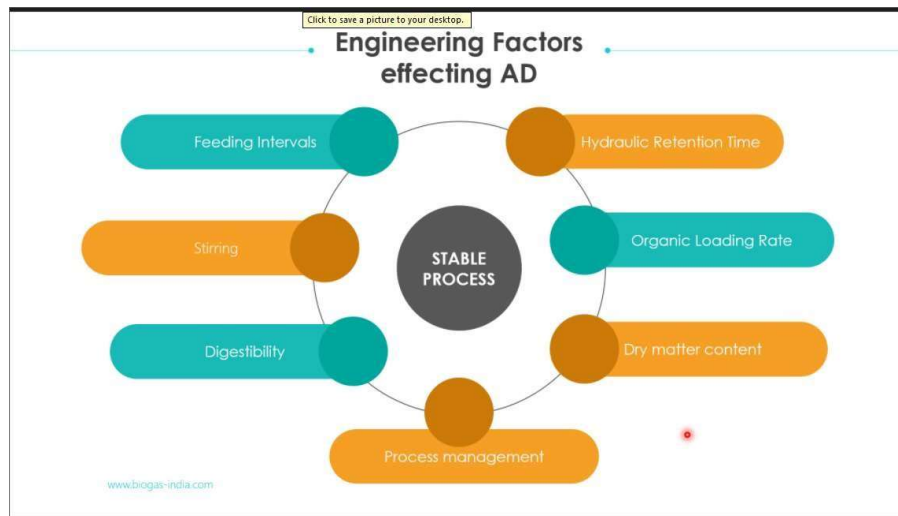 Click to save a picture to your desktop.
Engineering Factors
effecting AD
Feeding Intervals
Hydraulic Retention Time
Stirring
Organic Loading Rate
STABLE
PROCESS
Digestibility
Dry matter content
Process management
www.biogas-india.com